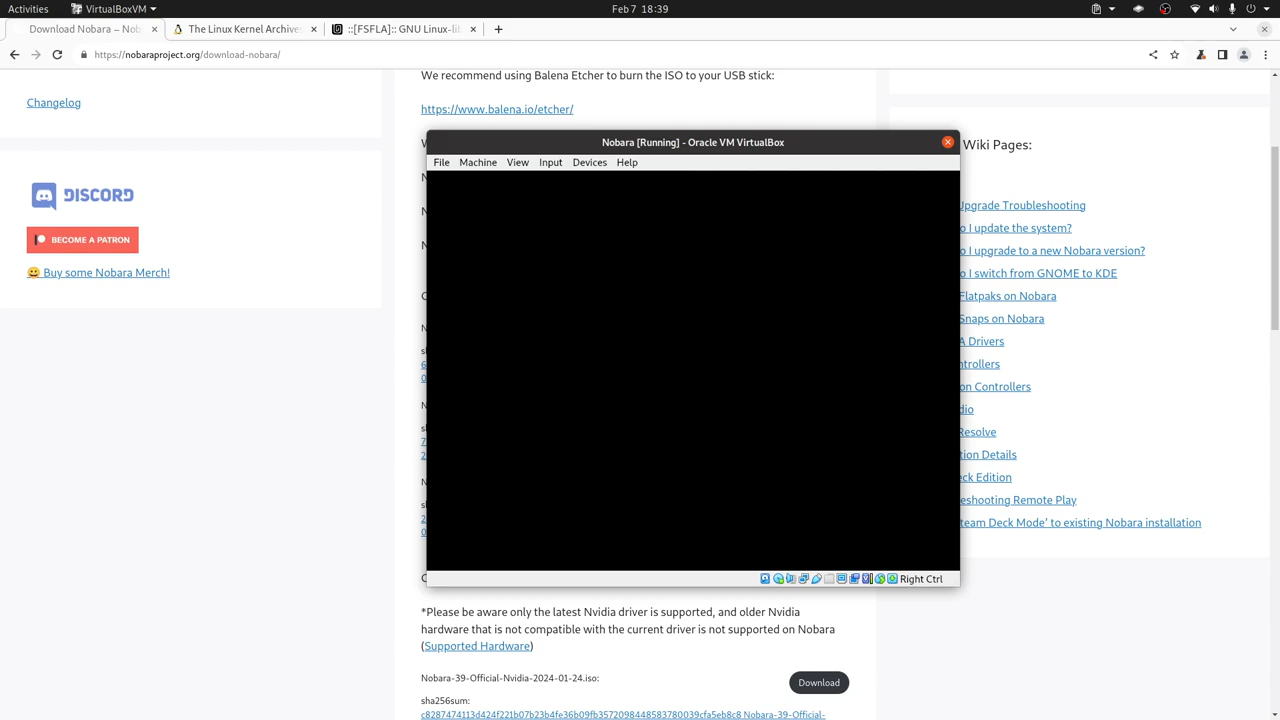 Activities
VirtualBoxVM
Feb 7 18:39
Download Nobara – Nob
The Linux Kernel Archives
::[FSFLA]:: GNU Linux-lib
https://nobaraproject.org/download-nobara/
We recommend using Balena Etcher to burn the ISO to your USB stick:
Changelog
https://www.balena.io/etcher/
Nobara [Running] - Oracle VM VirtualBox
File Machine View Input Devices Help
Wiki Pages:
DISCORD
BECOME A PATRON
😀 Buy some Nobara Merch!
Upgrade Troubleshooting
o I update the system?
o I upgrade to a new Nobara version?
o I switch from GNOME to KDE
Flatpaks on Nobara
Snaps on Nobara
A Drivers
ntrollers
on Controllers
dio
Resolve
tion Details
eck Edition
eshooting Remote Play
team Deck Mode’ to existing Nobara installation
Right Ctrl
*Please be aware only the latest Nvidia driver is supported, and older Nvidia
hardware that is not compatible with the current driver is not supported on Nobara
(Supported Hardware)
Nobara-39-Official-Nvidia-2024-01-24.iso:
Download
sha256sum:
c8287474113d424f221b07b23b4fe36b09fb3572098448583780039cfa5eb8c8 Nobara-39-Official-